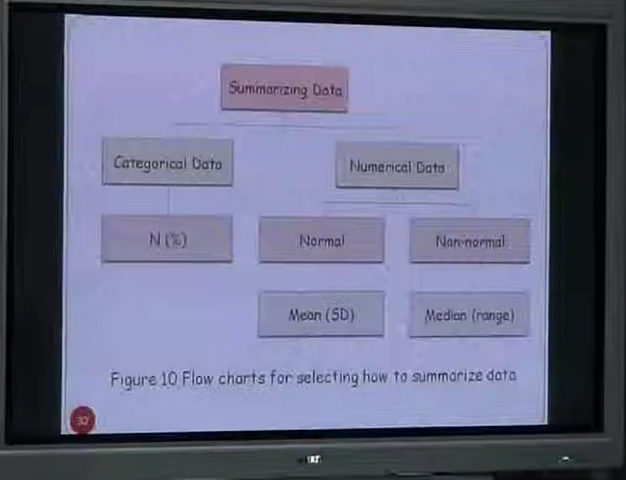 Summarizing Data
Categorical Data
Numerical Data
N (%)
Normal
Non-normal
Mean (SD)
Median (range)
Figure 10 Flow charts for selecting how to summarize data